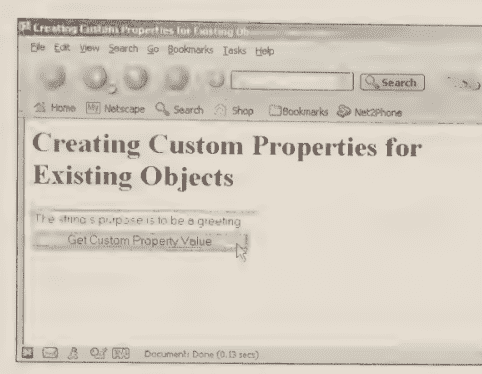 Creating Custom Properties for Existing Ob
File Edit View Search Go Bookmarks Tasks Help
Search
Home My Netscape Search Shop Bookmarks Net2Phone
Creating Custom Properties for
Existing Objects
The string's purpose is to be a greeting
Get Custom Property Value
Document: Done (0.13 secs)